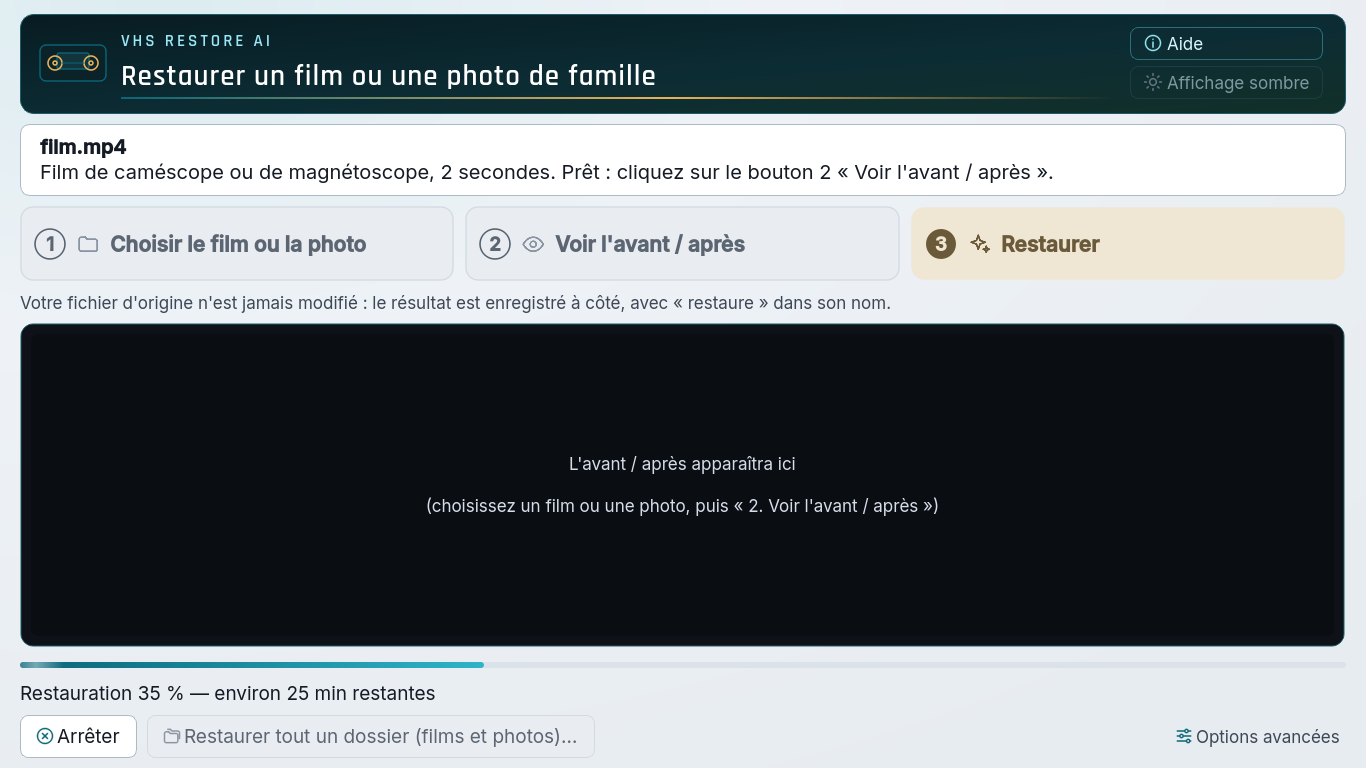 VHS RESTORE AI
Restaurer un film ou une photo de famille
Aide
Affichage sombre
film.mp4
Film de caméscope ou de magnétoscope, 2 secondes. Prêt : cliquez sur le bouton 2 « Voir l'avant / après ».
1 Choisir le film ou la photo
2 Voir l'avant / après
3 Restaurer
Votre fichier d'origine n'est jamais modifié : le résultat est enregistré à côté, avec « restaure » dans son nom.
L'avant / après apparaîtra ici
(choisissez un film ou une photo, puis « 2. Voir l'avant / après »)
Restauration 35 % — environ 25 min restantes
Arrêter
Restaurer tout un dossier (films et photos)...
Options avancées